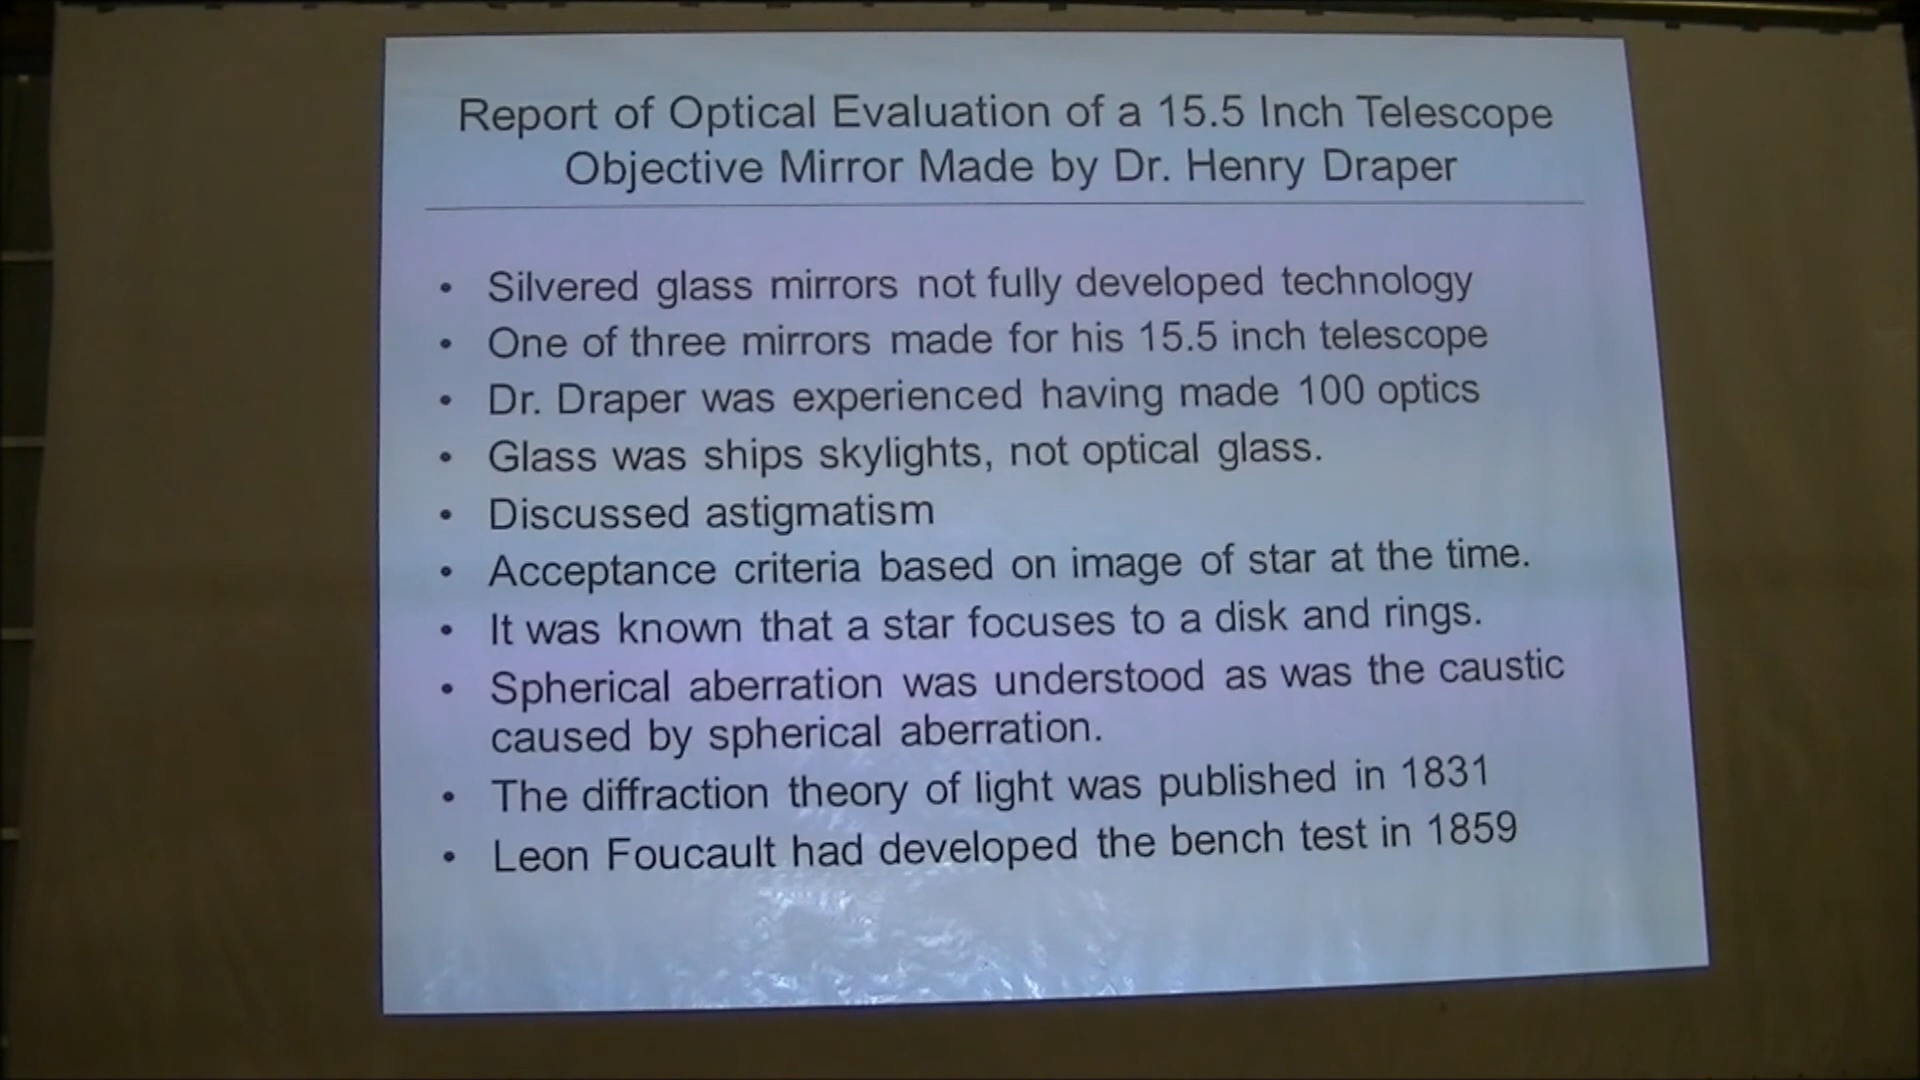 Report of Optical Evaluation of a 15.5 Inch Telescope
Objective Mirror Made by Dr. Henry Draper
• Silvered glass mirrors not fully developed technology
• One of three mirrors made for his 15.5 inch telescope
• Dr. Draper was experienced having made 100 optics
• Glass was ships skylights, not optical glass.
• Discussed astigmatism
• Acceptance criteria based on image of star at the time.
• It was known that a star focuses to a disk and rings.
• Spherical aberration was understood as was the caustic
caused by spherical aberration.
• The diffraction theory of light was published in 1831
• Leon Foucault had developed the bench test in 1859